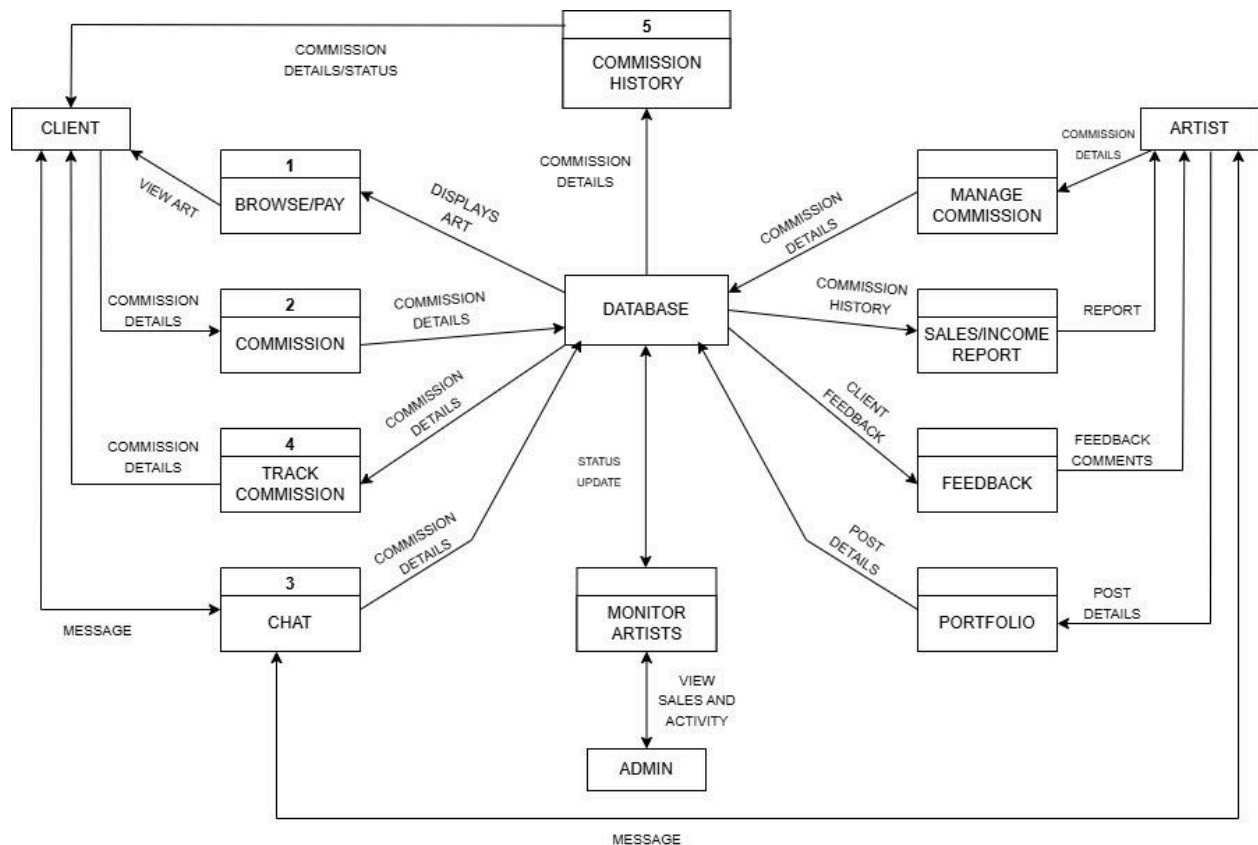 5
COMMISSION
HISTORY
COMMISSION
DETAILS/STATUS
CLIENT
ARTIST
COMMISSION
DETAILS
1
BROWSE/PAY
VIEW ART
DISPLAYS
ART
COMMISSION
DETAILS
MANAGE
COMMISSION
COMMISSION
DETAILS
COMMISSION
DETAILS
2
COMMISSION
COMMISSION
DETAILS
DATABASE
COMMISSION
HISTORY
SALES/INCOME
REPORT
REPORT
COMMISSION
DETAILS
4
TRACK
COMMISSION
COMMISSION
DETAILS
STATUS
UPDATE
CLIENT
FEEDBACK
FEEDBACK
FEEDBACK
COMMENTS
MESSAGE
3
CHAT
COMMISSION
DETAILS
MONITOR
ARTISTS
POST
DETAILS
PORTFOLIO
POST
DETAILS
VIEW
SALES AND
ACTIVITY
ADMIN
MESSAGE